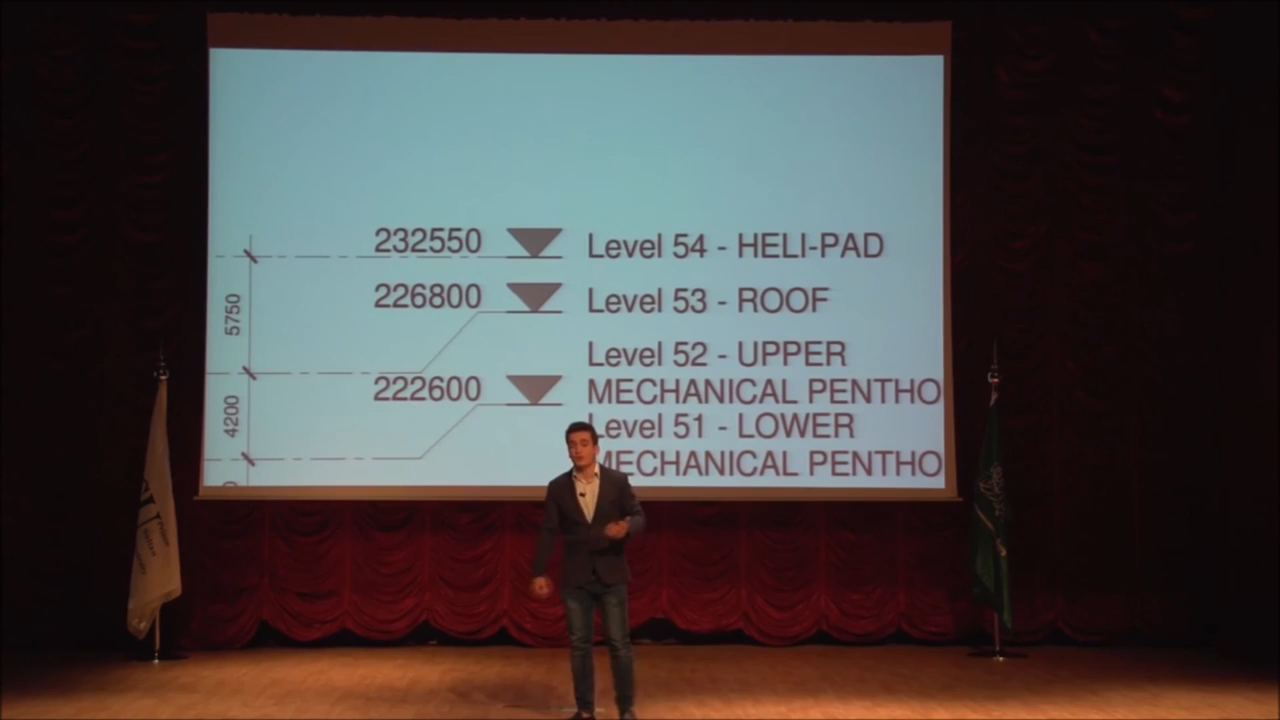 232550
Level 54 - HELI-PAD
5750
226800
Level 53 - ROOF
Level 52 - UPPER
222600
MECHANICAL PENTHO
4200
Level 51 - LOWER
MECHANICAL PENTHO